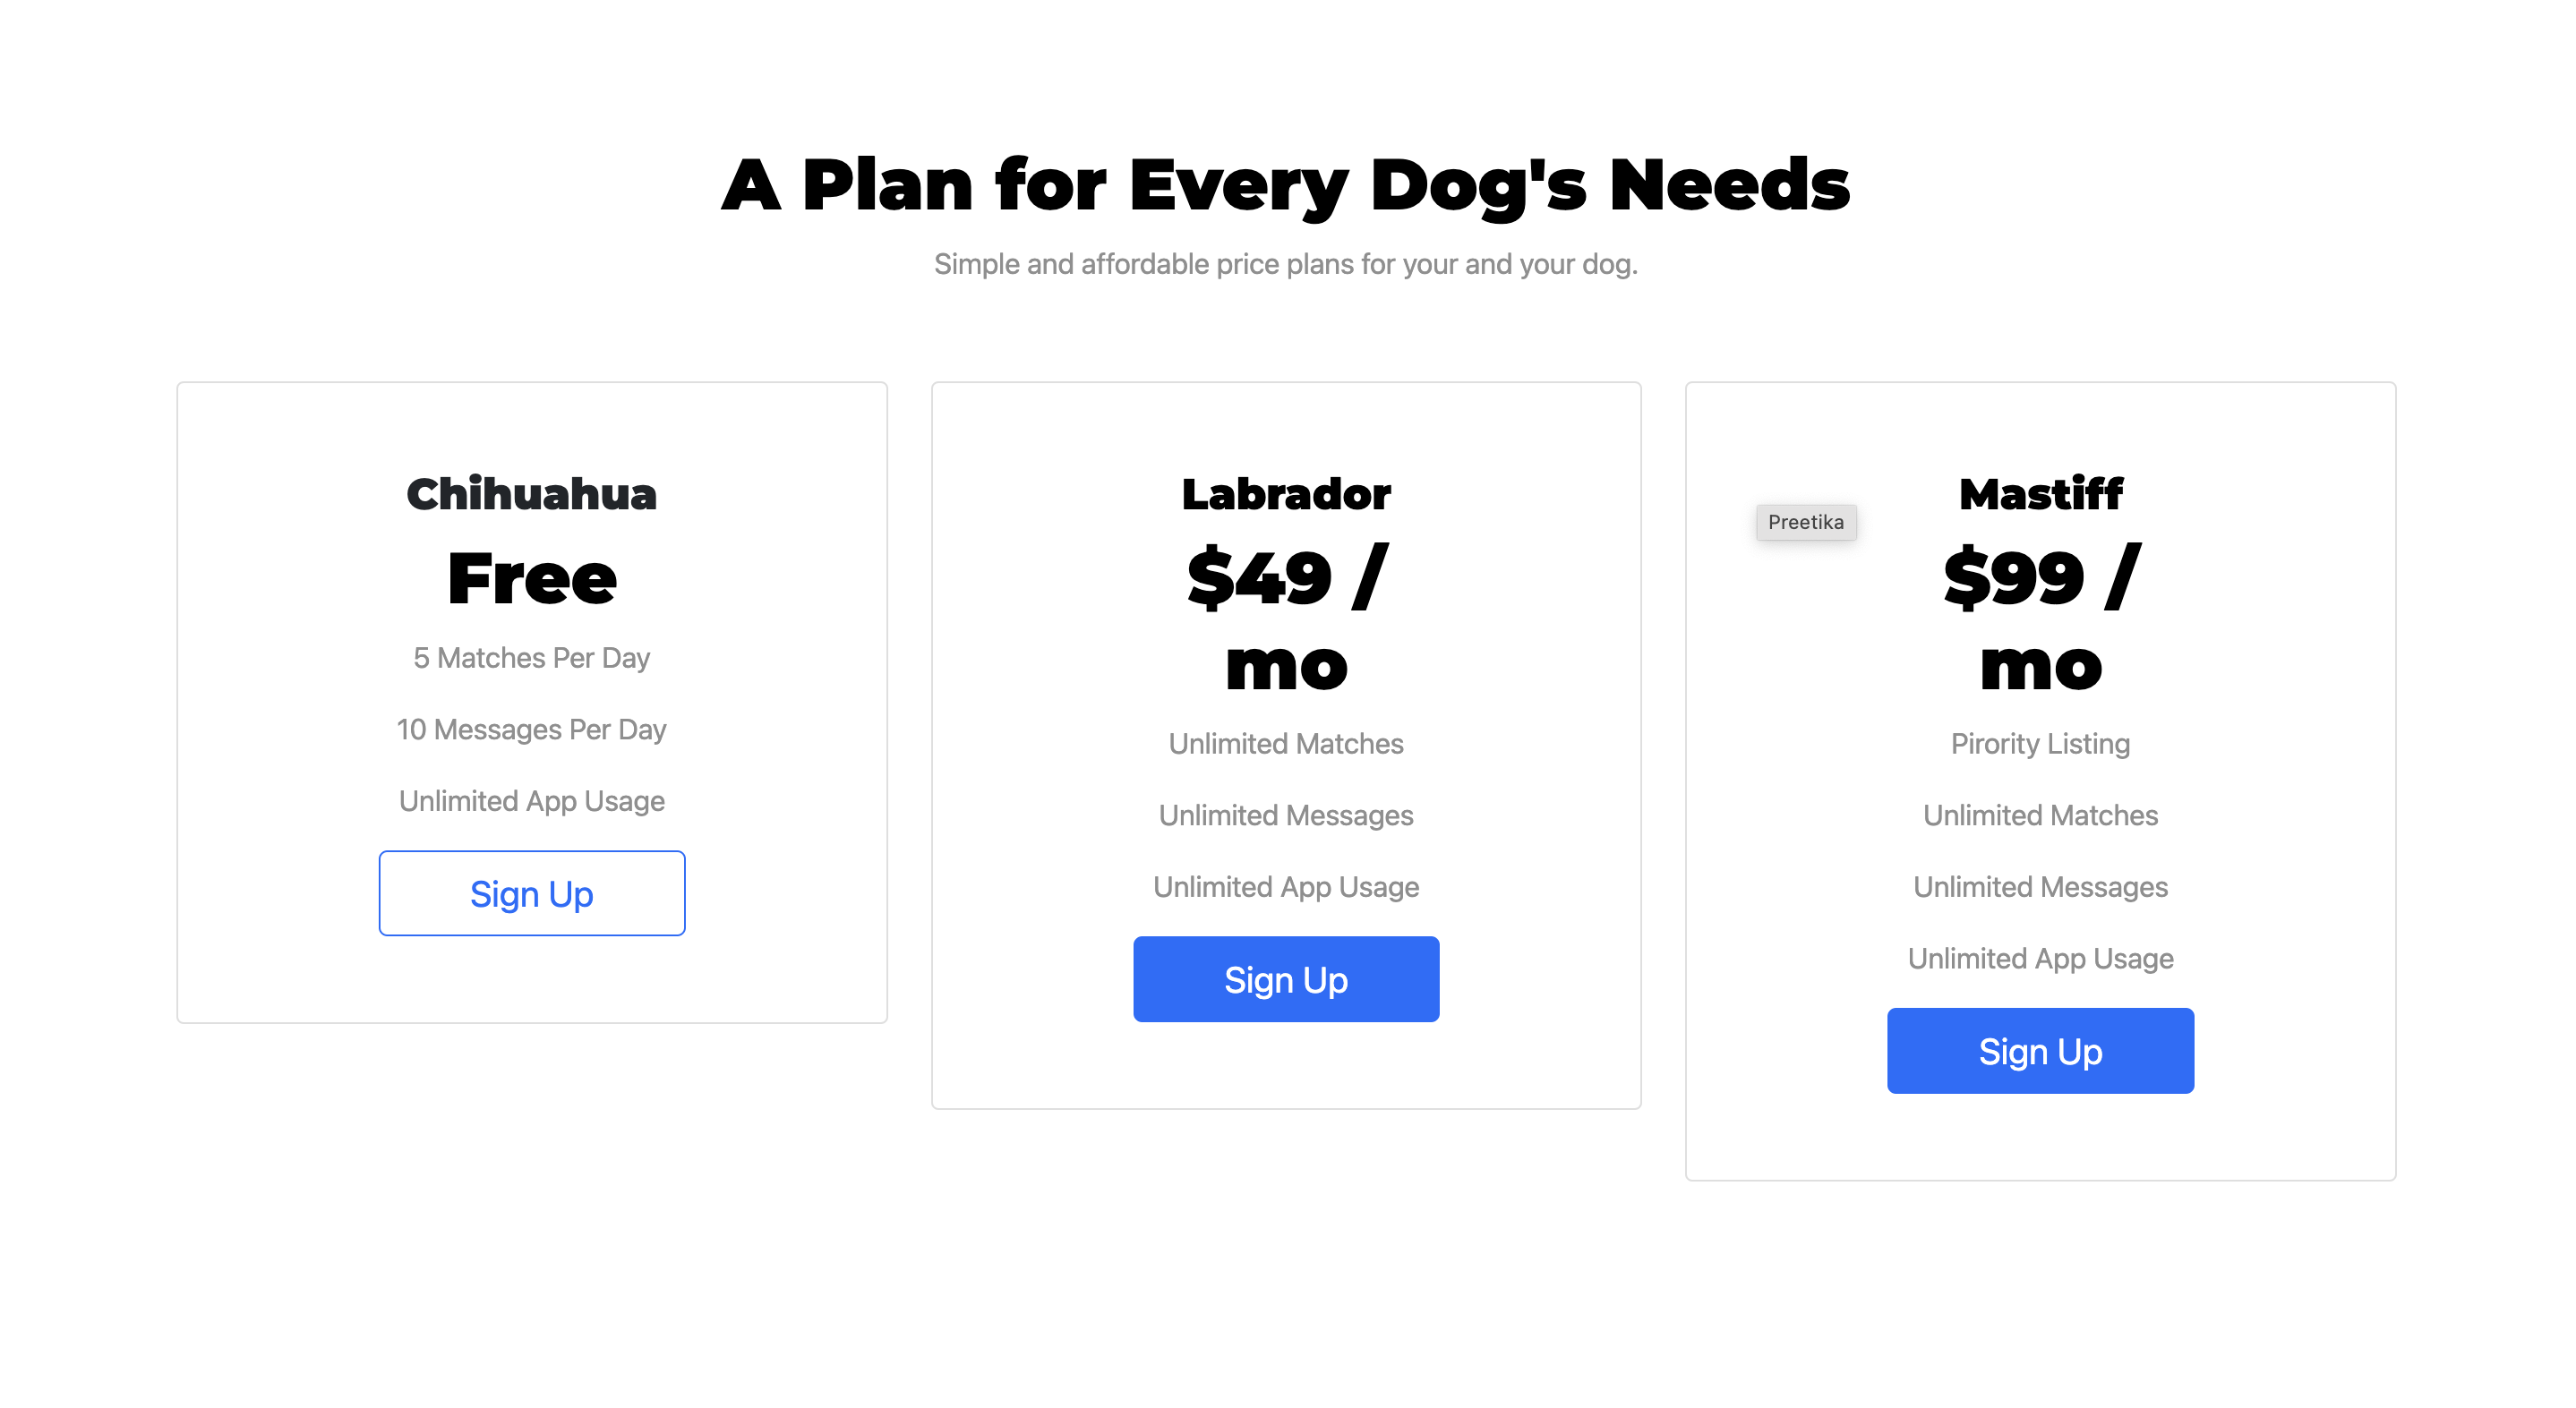 A Plan for Every Dog's Needs
Simple and affordable price plans for your and your dog.
Chihuahua
Free
5 Matches Per Day
10 Messages Per Day
Unlimited App Usage
Sign Up
Labrador
$49 /
mo
Unlimited Matches
Unlimited Messages
Unlimited App Usage
Sign Up
Mastiff
Preetika
$99 /
mo
Pirority Listing
Unlimited Matches
Unlimited Messages
Unlimited App Usage
Sign Up